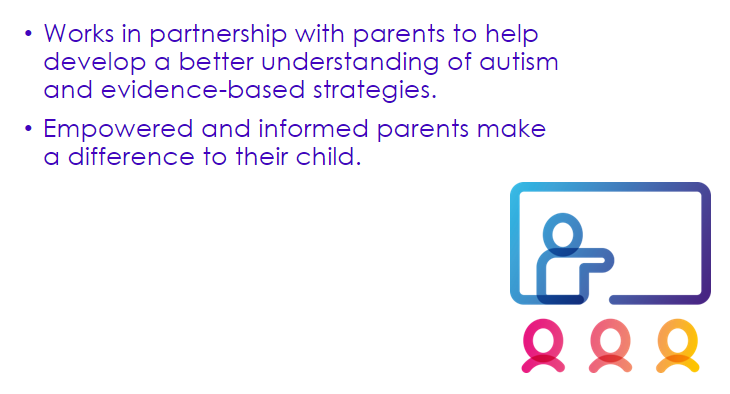 • Works in partnership with parents to help
develop a better understanding of autism
and evidence-based strategies.
• Empowered and informed parents make
a difference to their child.